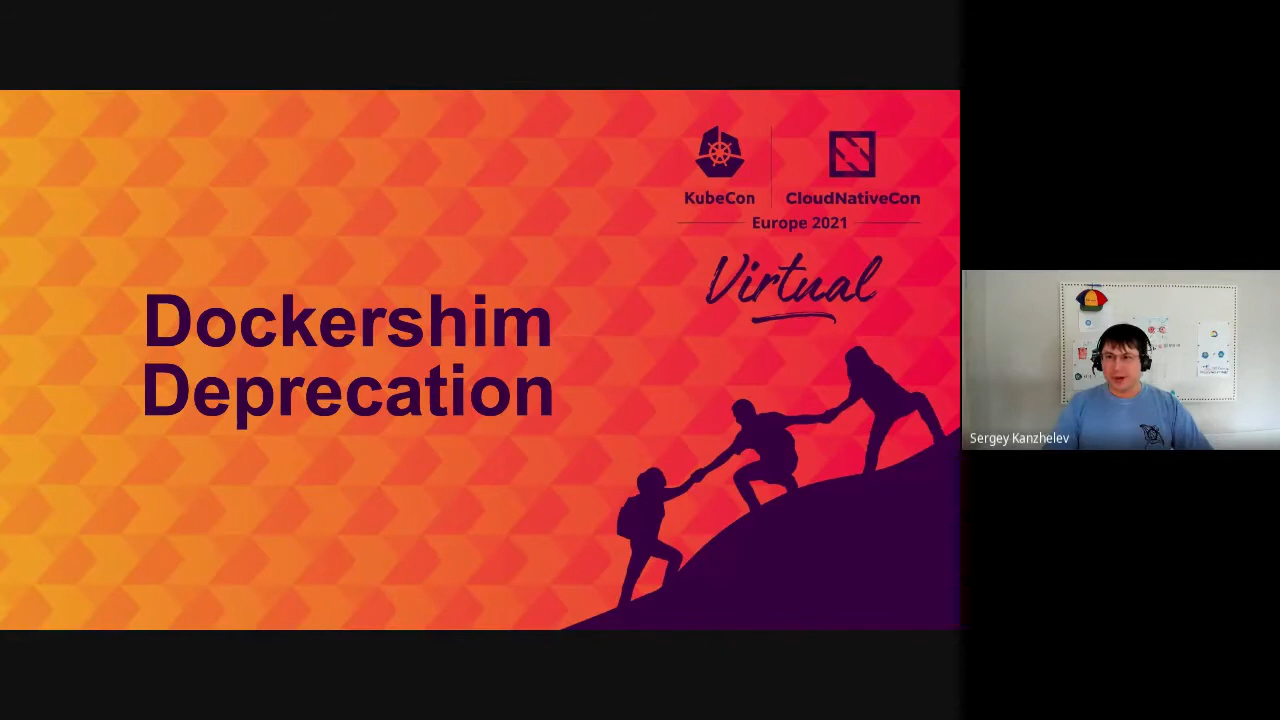 KubeCon
CloudNativeCon
Europe 2021
Virtual
Dockershim
Deprecation
Sergey Kanzhelev